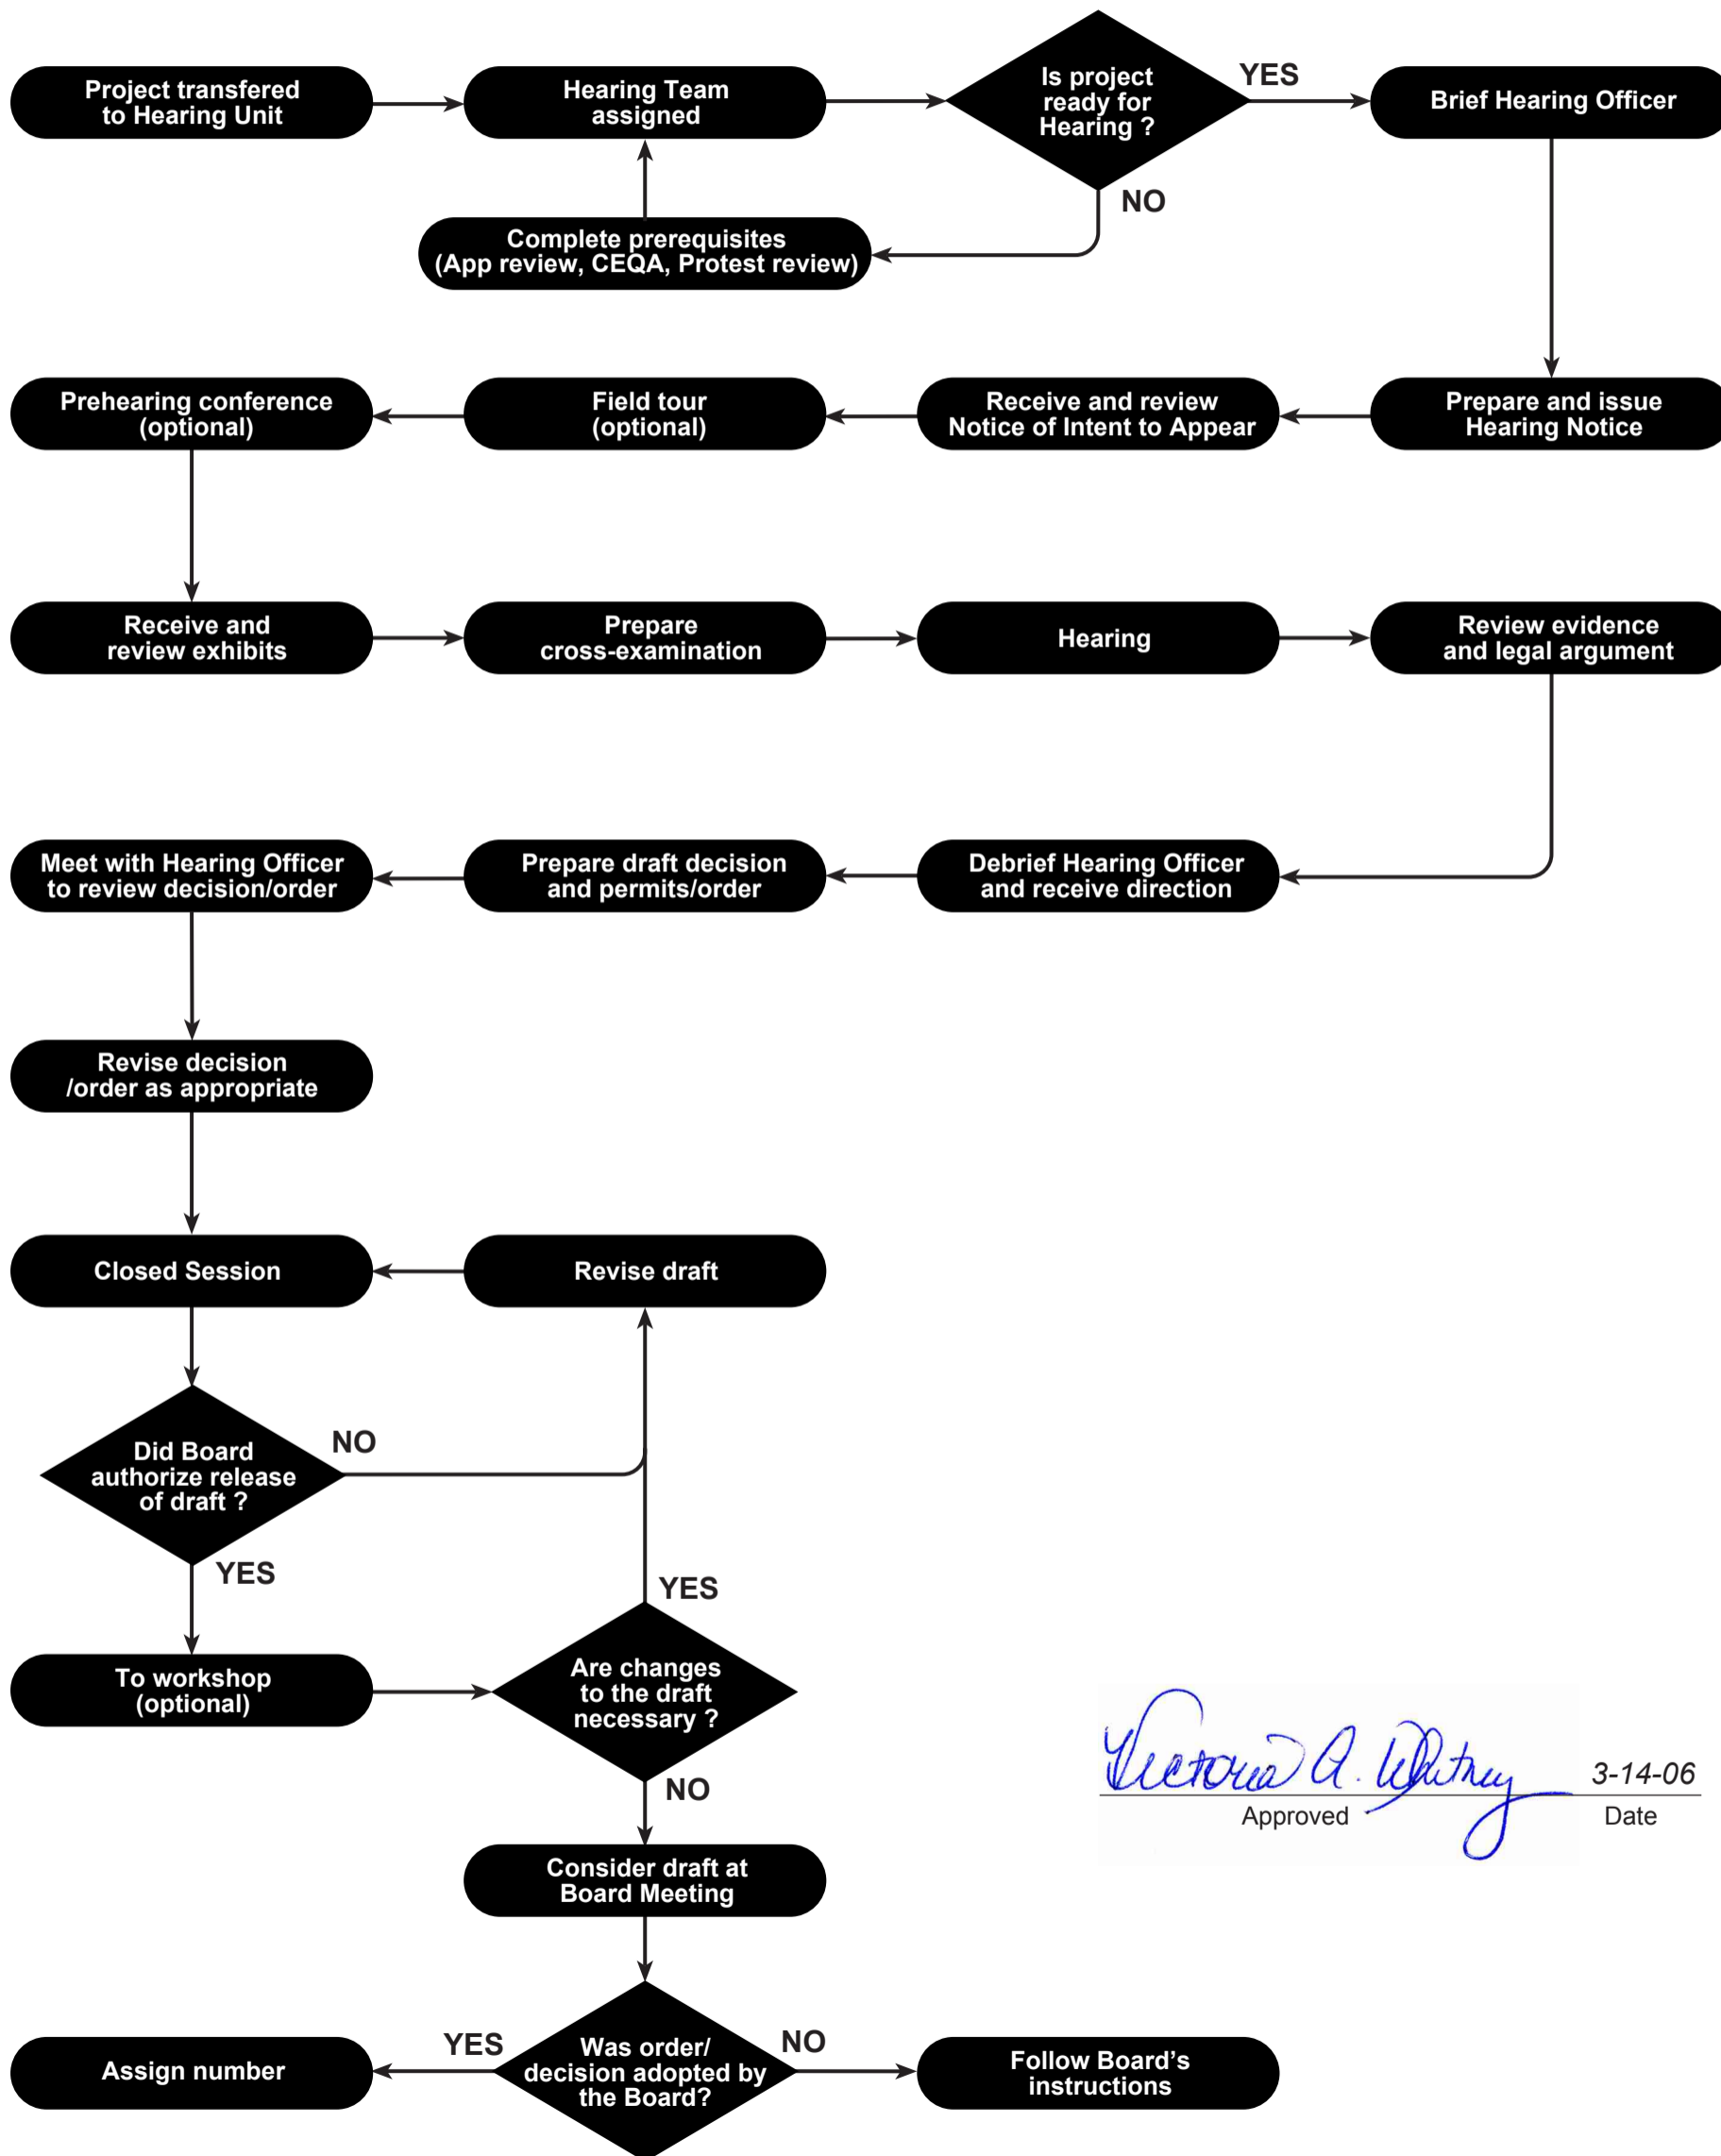 Project transfered
to Hearing Unit
Hearing Team
assigned
Is project
ready for
Hearing ?
YES
Brief Hearing Officer
NO
Complete prerequisites
(App review, CEQA, Protest review)
Prehearing conference
(optional)
Field tour
(optional)
Receive and review
Notice of Intent to Appear
Prepare and issue
Hearing Notice
Receive and
review exhibits
Prepare
cross-examination
Hearing
Review evidence
and legal argument
Meet with Hearing Officer
to review decision/order
Prepare draft decision
and permits/order
Debrief Hearing Officer
and receive direction
Revise decision
/order as appropriate
Closed Session
Revise draft
Did Board
authorize release
of draft ?
NO
YES
To workshop
(optional)
YES
Are changes
to the draft
necessary ?
NO
Victoria A. Whitney
3-14-06
Approved
Date
Consider draft at
Board Meeting
Assign number
YES
Was order/
decision adopted by
the Board?
NO
Follow Board’s
instructions